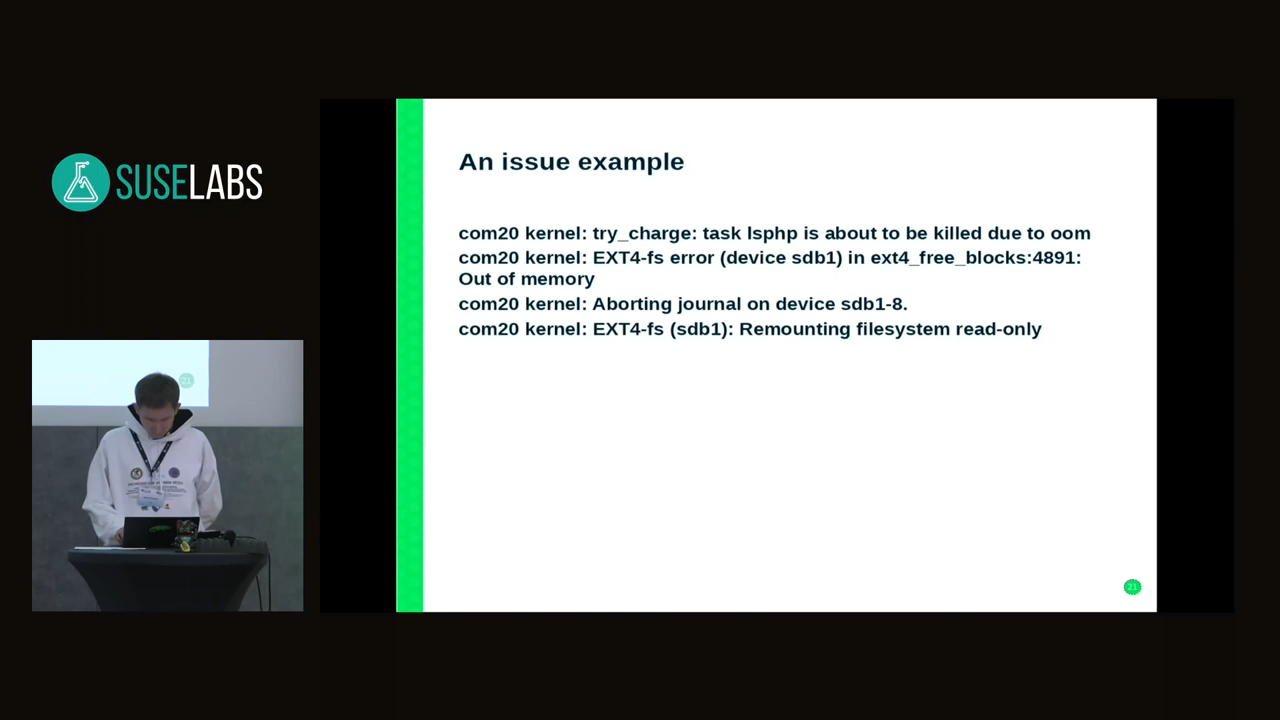 SUSELABS
An issue example
com20 kernel: try_charge: task lsphp is about to be killed due to oom
com20 kernel: EXT4-fs error (device sdb1) in ext4_free_blocks:4891:
Out of memory
com20 kernel: Aborting journal on device sdb1-8.
com20 kernel: EXT4-fs (sdb1): Remounting filesystem read-only
21
21